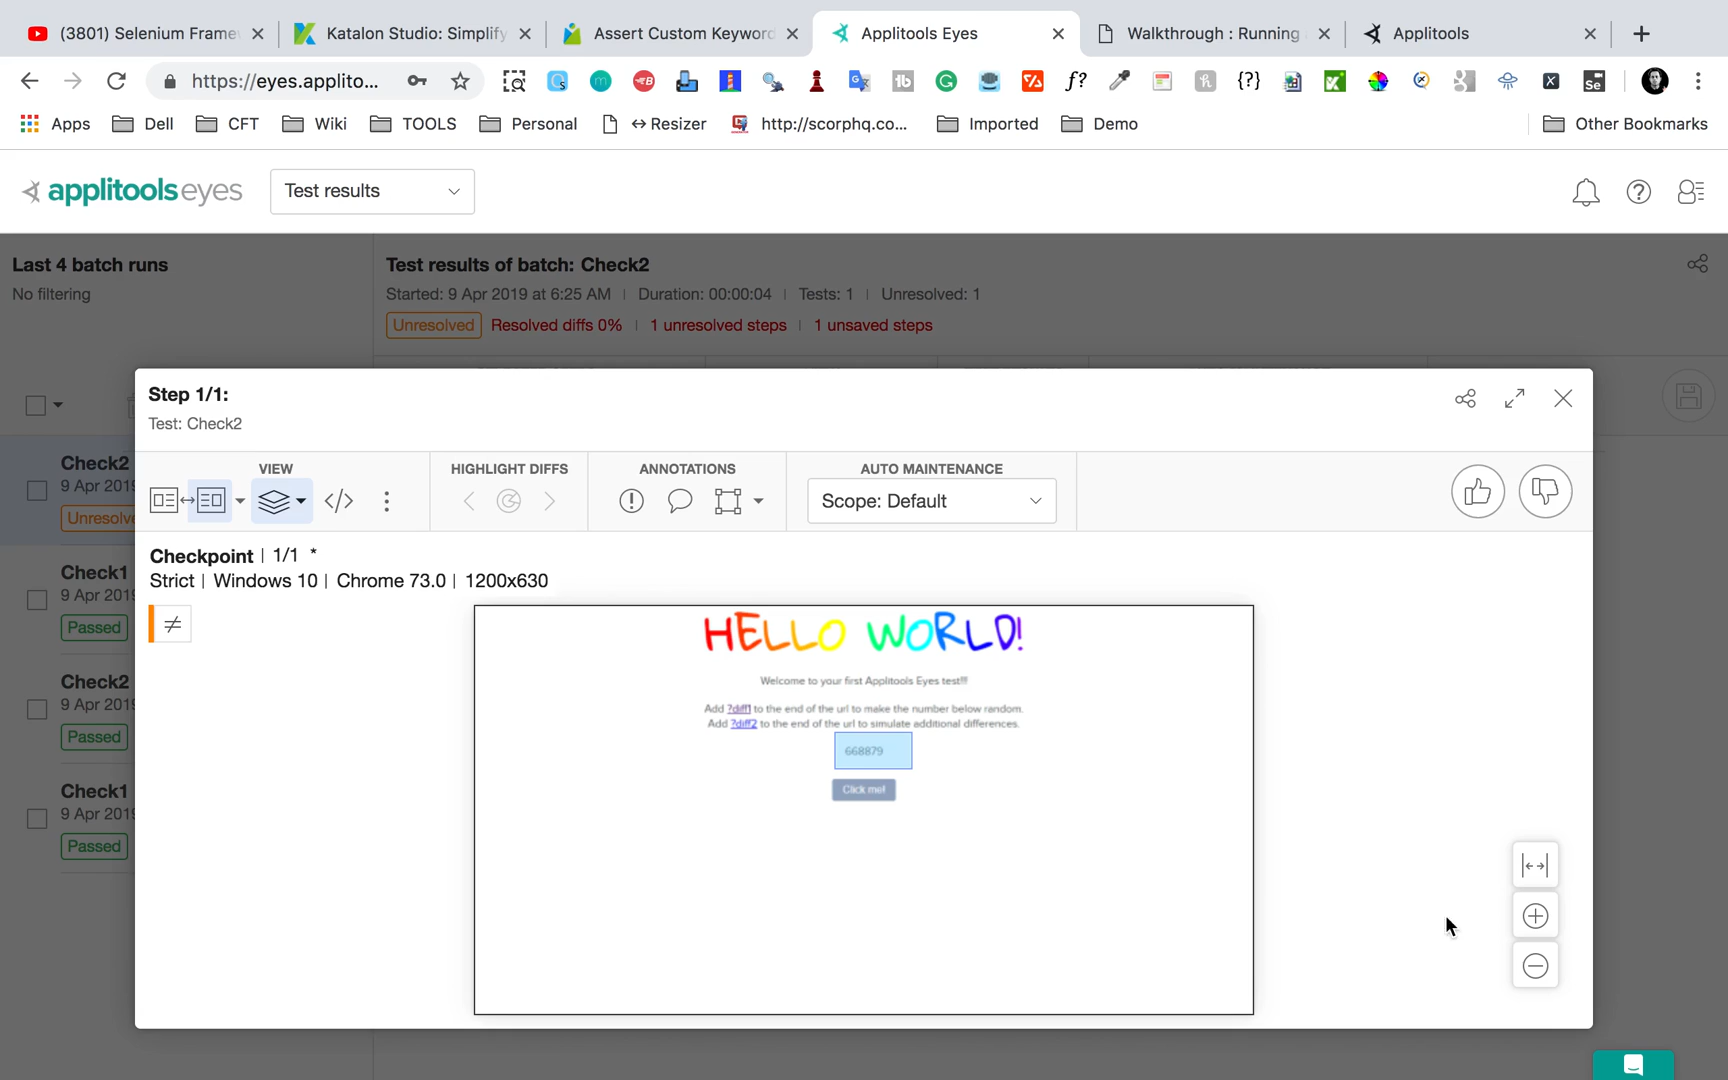 (3801) Selenium Frame
Katalon Studio: Simplify
Assert Custom Keyword
Applitools Eyes
Walkthrough : Running
Applitools
https://eyes.applito...
Apps
Dell
CFT
Wiki
TOOLS
Personal
↔Resizer
http://scorphq.co...
Imported
Demo
Other Bookmarks
applitools eyes
Test results
Last 4 batch runs
No filtering
Test results of batch: Check2
Started: 9 Apr 2019 at 6:25 AM | Duration: 00:00:04 | Tests: 1 | Unresolved: 1
Unresolved Resolved diffs 0% | 1 unresolved steps | 1 unsaved steps
Check2
9 Apr 2019
Unresolve
Check1
9 Apr 2019
Passed
Check2
9 Apr 2019
Passed
Check1
9 Apr 2019
Passed
Step 1/1:
Test: Check2
VIEW
HIGHLIGHT DIFFS
ANNOTATIONS
AUTO MAINTENANCE
Scope: Default
Checkpoint | 1/1 *
Strict | Windows 10 | Chrome 73.0 | 1200x630
≠
HELLO WORLD!
Welcome to your first Applitools Eyes test!!!
Add ?diff1 to the end of the url to make the number below random.
Add ?diff2 to the end of the url to simulate additional differences.
668879
Click me!